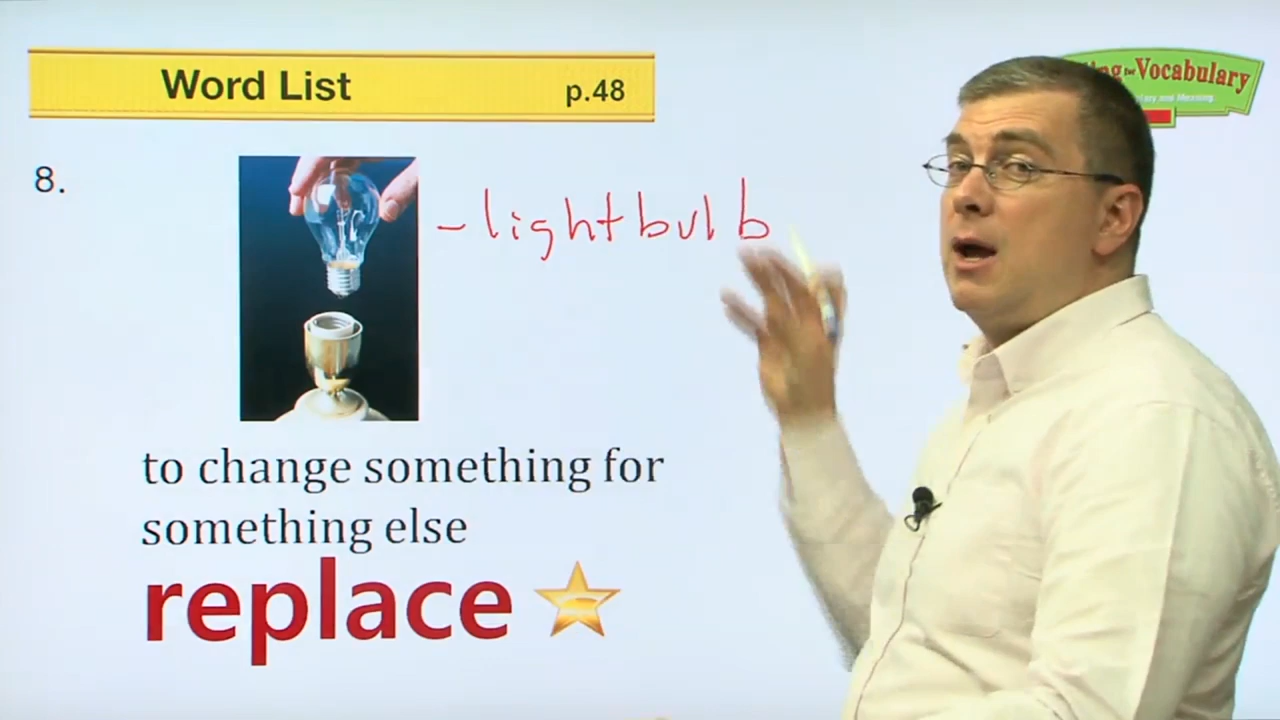 Word List p.48
Vocabulary
8.
- lightbulb
to change something for
something else
replace